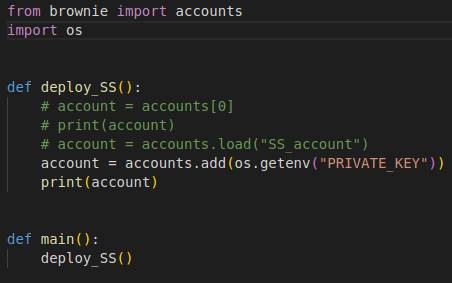 from brownie import accounts
import os
def deploy_SS():
    # account = accounts[0]
    # print(account)
    # account = accounts.load("SS_account")
    account = accounts.add(os.getenv("PRIVATE_KEY"))
    print(account)
def main():
    deploy_SS()